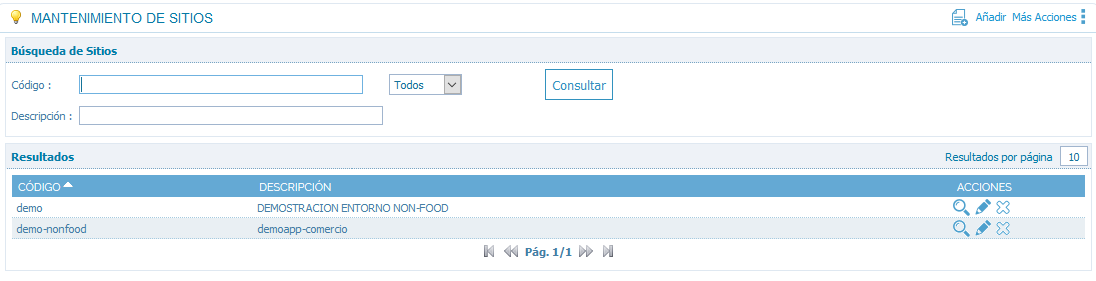 MANTENIMIENTO DE SITIOS Añadir Más Acciones
Búsqueda de Sitios
Código : Todos Consultar
Descripción :
Resultados Resultados por página 10
CÓDIGO DESCRIPCIÓN ACCIONES
demo DEMOSTRACION ENTORNO NON-FOOD
demo-nonfood demoapp-comercio
Pág. 1/1